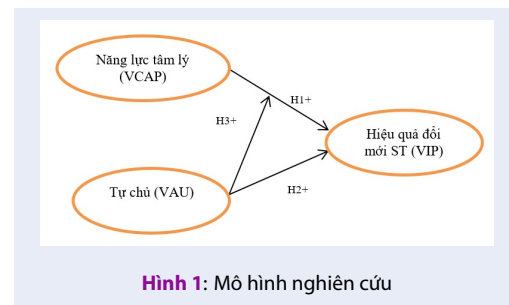 Năng lực tâm lý
(VCAP)
H1+
H3+
Hiệu quả đổi
mới ST (VIP)
Tự chủ (VAU)
H2+
Hình 1: Mô hình nghiên cứu